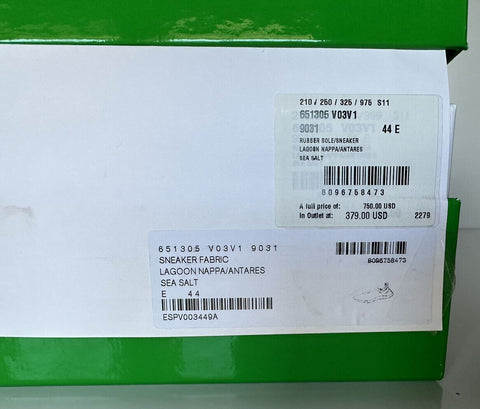 210 / 250 / 325 / 975 S11
651305 V03V1
9031 44 E
RUBBER SOLE/SNEAKER
LAGOON NAPPA/ANTARES
SEA SALT
8096758473
A full price of: 750.00 USD
In Outlet at: 379.00 USD 2279
651305 V03V1 9031
SNEAKER FABRIC
LAGOON NAPPA/ANTARES
SEA SALT
E 44
ESPV003449A
8096758473